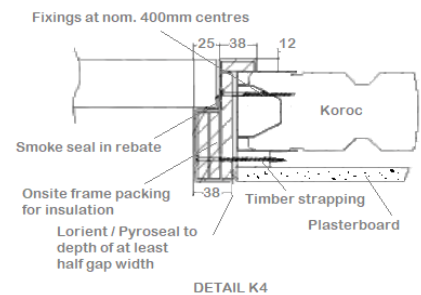 Fixings at nom. 400mm centres
25
38
12
Koroc
Smoke seal in rebate
Onsite frame packing
for insulation
38
Timber strapping
Lorient / Pyroseal to
depth of at least
half gap width
Plasterboard
DETAIL K4